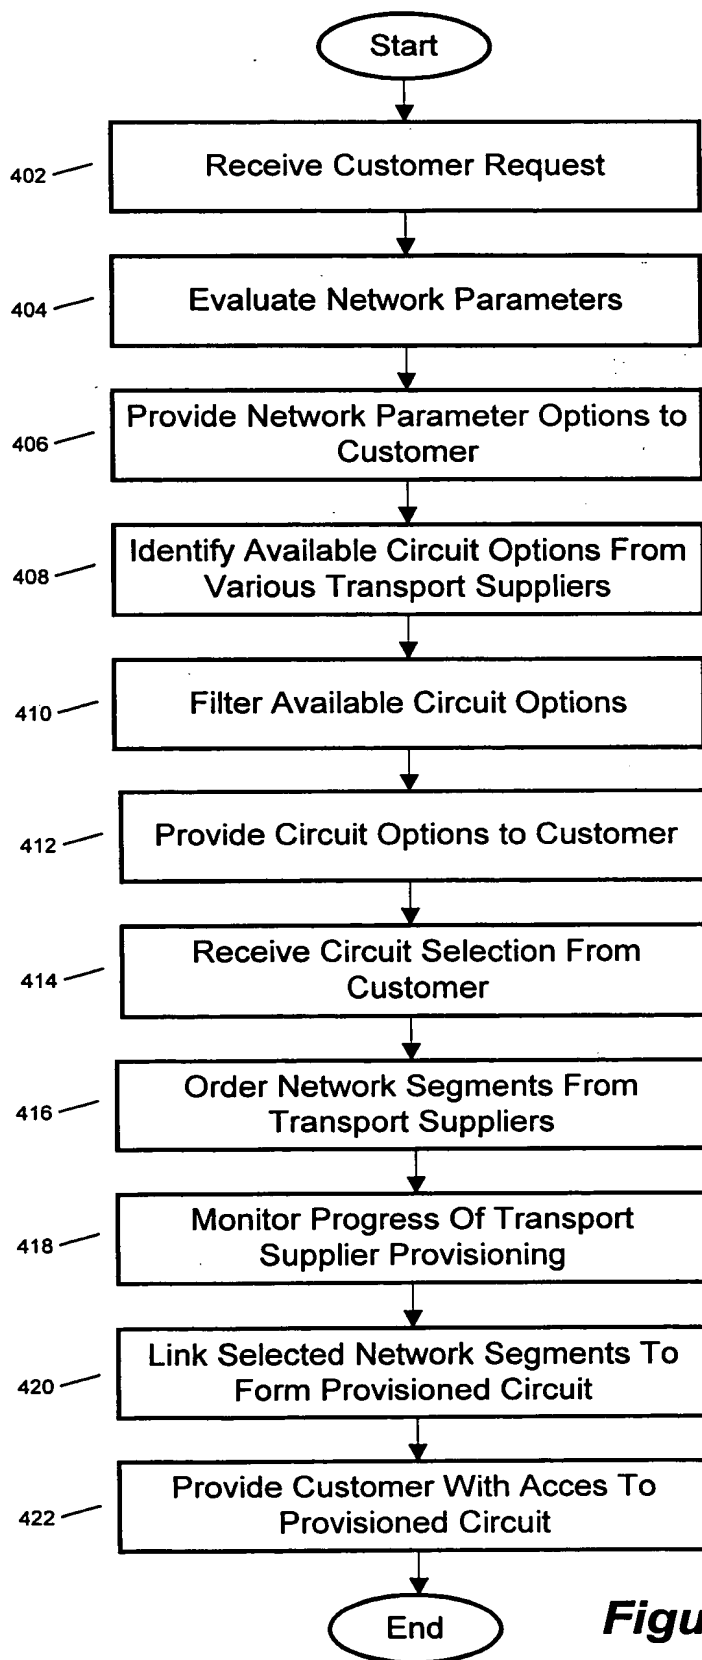 Start
402
Receive Customer Request
404
Evaluate Network Parameters
406
Provide Network Parameter Options to
Customer
408
Identify Available Circuit Options From
Various Transport Suppliers
410
Filter Available Circuit Options
412
Provide Circuit Options to Customer
414
Receive Circuit Selection From
Customer
416
Order Network Segments From
Transport Suppliers
418
Monitor Progress Of Transport
Supplier Provisioning
420
Link Selected Network Segments To
Form Provisioned Circuit
422
Provide Customer With Acces To
Provisioned Circuit
End